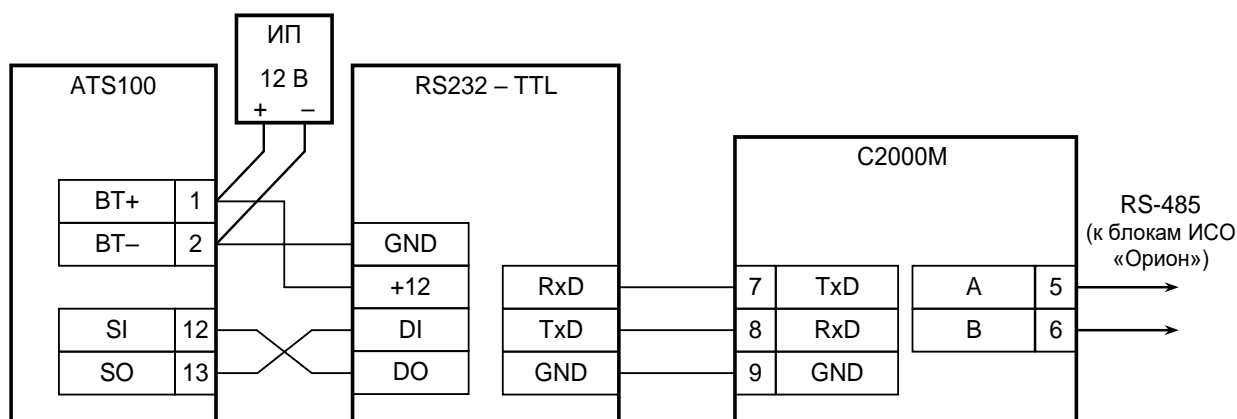 ИП
12 В
+ –
ATS100
BT+ 1
BT– 2
SI 12
SO 13
RS232 – TTL
GND
+12
DI
DO
RxD
TxD
GND
С2000М
7 TxD
8 RxD
9 GND
A 5
B 6
RS-485
(к блокам ИСО
«Орион»)